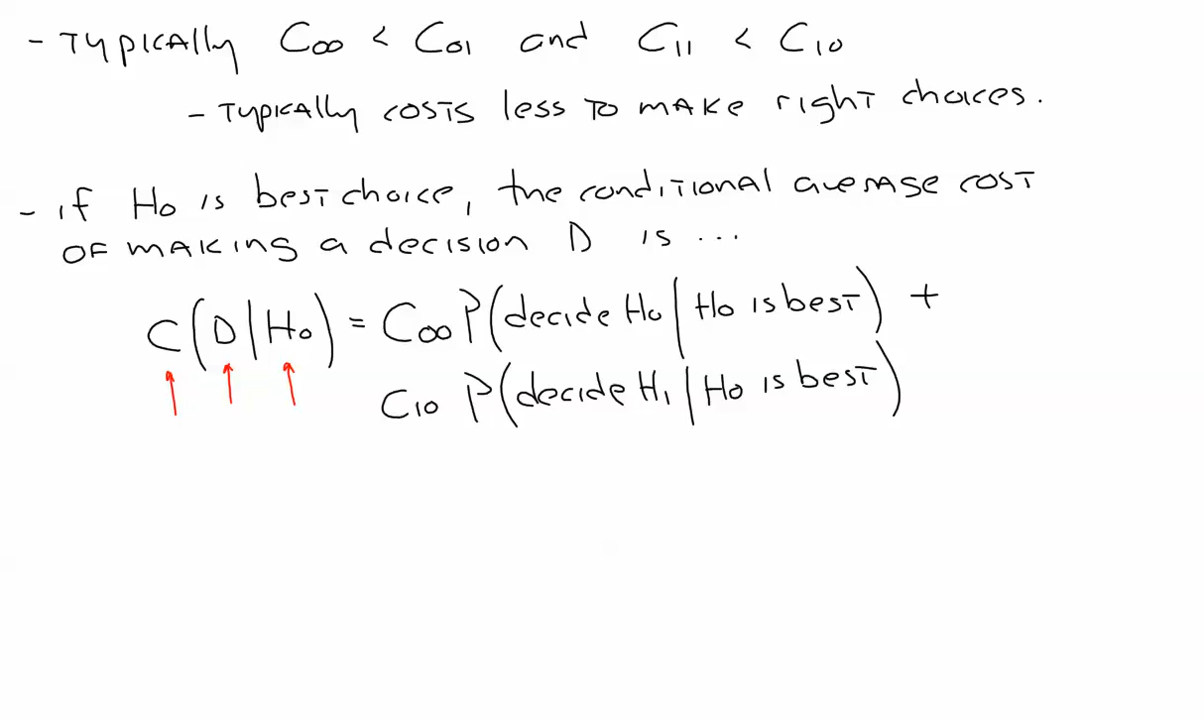 - Typically C00 < C01 and C11 < C10
- Typically costs less to make right choices.
- if H0 is best choice, the conditional average cost
of making a decision D is ...
C(D|H0) = C00 P(decide H0 | H0 is best) +
C10 P(decide H1 | H0 is best)